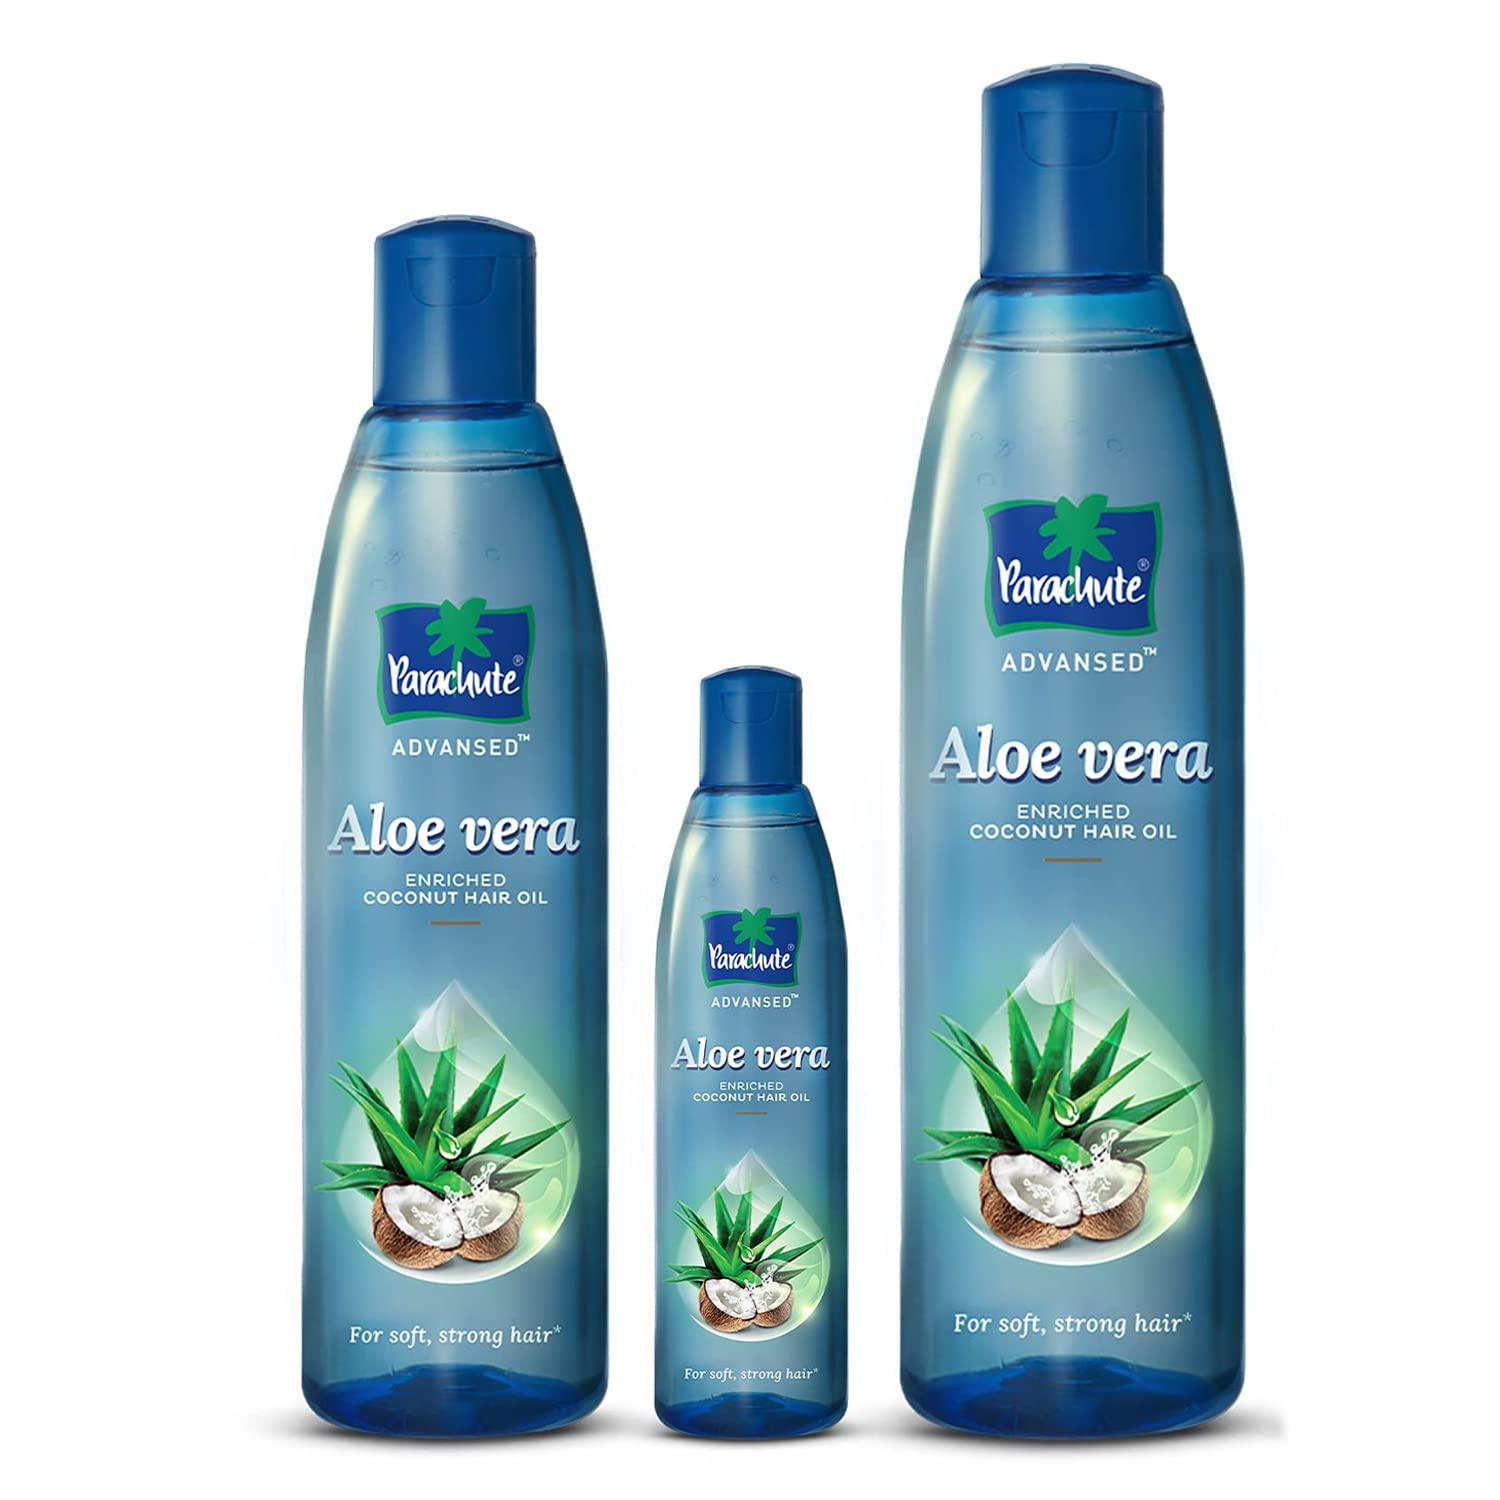 Parachute®
ADVANSED™
Aloe vera
ENRICHED
COCONUT HAIR OIL
For soft, strong hair*
Parachute®
ADVANSED™
Aloe vera
ENRICHED
COCONUT HAIR OIL
For soft, strong hair*
Parachute®
ADVANSED™
Aloe vera
ENRICHED
COCONUT HAIR OIL
For soft, strong hair*